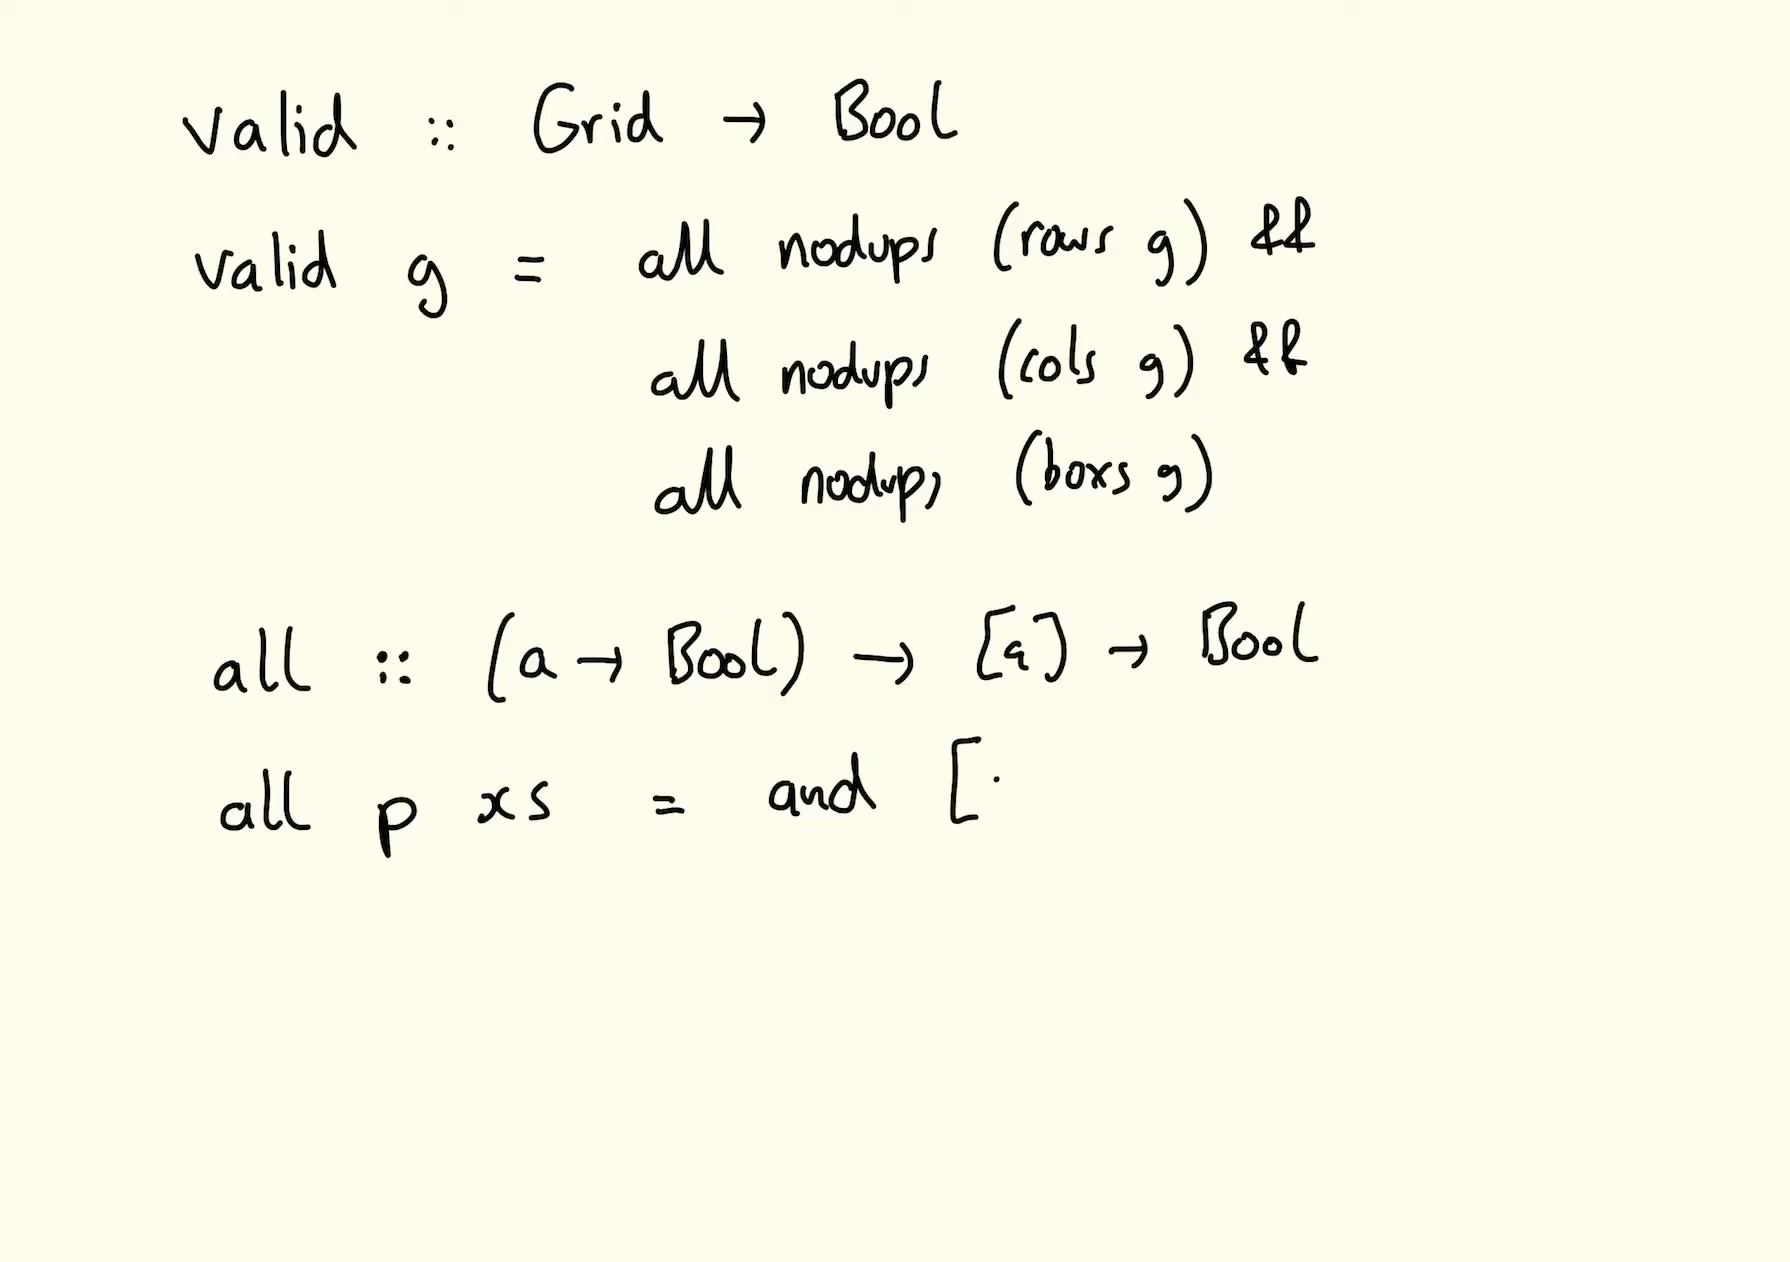 valid :: Grid → Bool
valid g = all nodups (rows g) &&
all nodups (cols g) &&
all nodups (boxs g)
all :: (a → Bool) → [a] → Bool
all p xs = and [